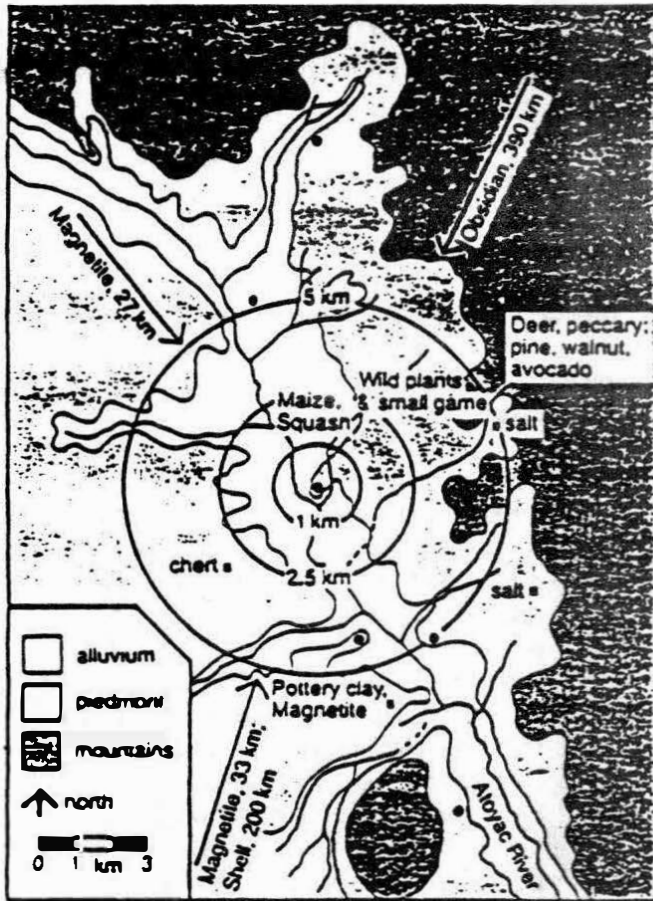 Obsidian, 390 km
Magnetite, 27 km
5 km
Deer, peccary;
pine, walnut,
avocado
Wild plants
& small game
Maize,
Squash
salt
1 km
chert
2.5 km
salt
alluvium
piedmont
mountains
north
0 1 km 3
Pottery clay,
Magnetite
Magnetite, 33 km;
Shell, 200 km
Atoyac River